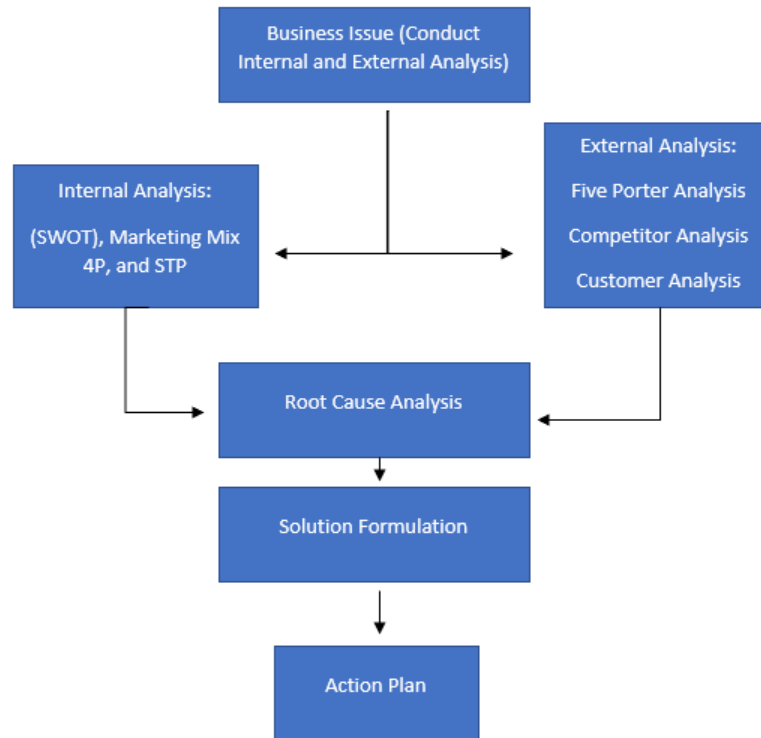 Business Issue (Conduct
Internal and External Analysis)
Internal Analysis:
(SWOT), Marketing Mix
4P, and STP
External Analysis:
Five Porter Analysis
Competitor Analysis
Customer Analysis
Root Cause Analysis
Solution Formulation
Action Plan